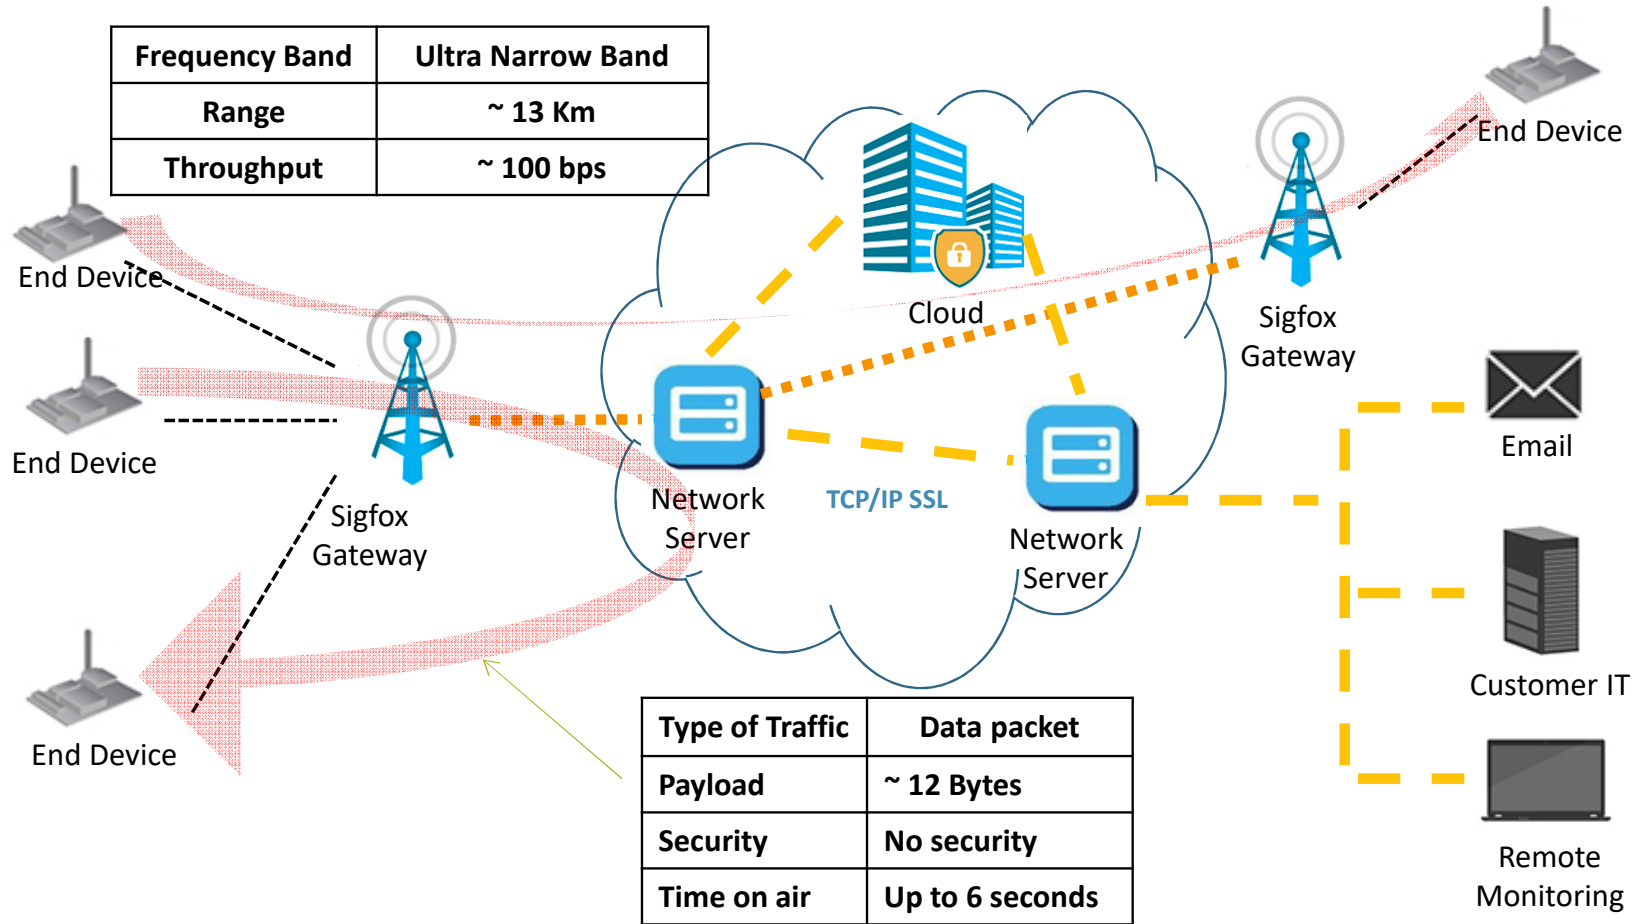 Frequency Band Ultra Narrow Band
Range ~ 13 Km
Throughput ~ 100 bps
End Device
End Device
Cloud
Sigfox
Gateway
End Device
End Device
Sigfox
Gateway
Network
Server
TCP/IP SSL
Network
Server
Email
Customer IT
Remote
Monitoring
Type of Traffic Data packet
Payload ~ 12 Bytes
Security No security
Time on air Up to 6 seconds